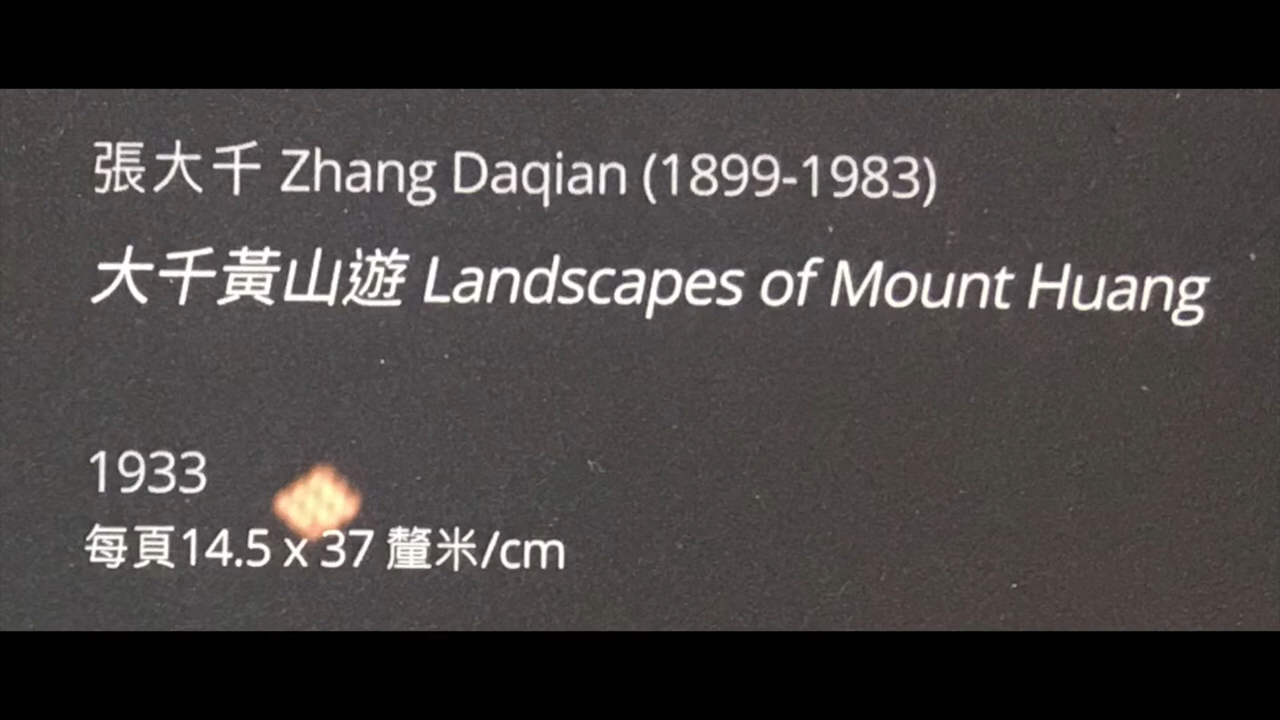 張大千 Zhang Daqian (1899-1983)
大千黃山遊 Landscapes of Mount Huang
1933
每頁14.5 x 37 釐米/cm